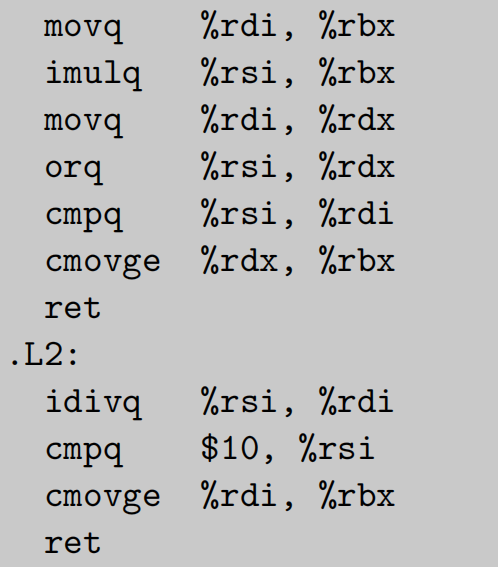 movq %rdi, %rbx
imulq %rsi, %rbx
movq %rdi, %rdx
orq %rsi, %rdx
cmpq %rsi, %rdi
cmovge %rdx, %rbx
ret
.L2:
idivq %rsi, %rdi
cmpq $10, %rsi
cmovge %rdi, %rbx
ret